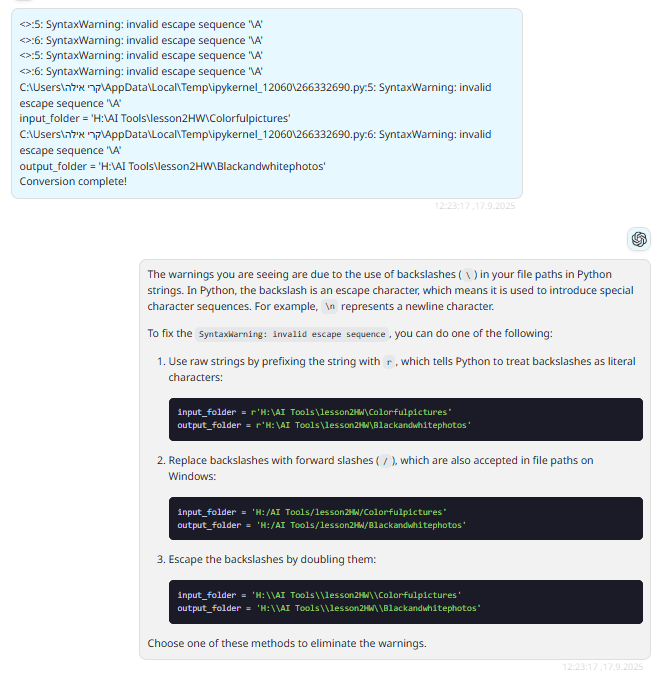 <>:5: SyntaxWarning: invalid escape sequence '\A'
<>:6: SyntaxWarning: invalid escape sequence '\A'
<>:5: SyntaxWarning: invalid escape sequence '\A'
<>:6: SyntaxWarning: invalid escape sequence '\A'
C:\Users\קרי אילה\AppData\Local\Temp\ipykernel_12060\266332690.py:5: SyntaxWarning: invalid
escape sequence '\A'
input_folder = 'H:\AI Tools\lesson2HW\Colorfulpictures'
C:\Users\קרי אילה\AppData\Local\Temp\ipykernel_12060\266332690.py:6: SyntaxWarning: invalid
escape sequence '\A'
output_folder = 'H:\AI Tools\lesson2HW\Blackandwhitephotos'
Conversion complete!
12:23:17 ,17.9.2025
The warnings you are seeing are due to the use of backslashes ( \ ) in your file paths in Python
strings. In Python, the backslash is an escape character, which means it is used to introduce special
character sequences. For example, \n represents a newline character.
To fix the SyntaxWarning: invalid escape sequence , you can do one of the following:
1. Use raw strings by prefixing the string with r , which tells Python to treat backslashes as literal
characters:
input_folder = r'H:\AI Tools\lesson2HW\Colorfulpictures'
output_folder = r'H:\AI Tools\lesson2HW\Blackandwhitephotos'
2. Replace backslashes with forward slashes ( / ), which are also accepted in file paths on
Windows:
input_folder = 'H:/AI Tools/lesson2HW/Colorfulpictures'
output_folder = 'H:/AI Tools/lesson2HW/Blackandwhitephotos'
3. Escape the backslashes by doubling them:
input_folder = 'H:\\AI Tools\\lesson2HW\\Colorfulpictures'
output_folder = 'H:\\AI Tools\\lesson2HW\\Blackandwhitephotos'
Choose one of these methods to eliminate the warnings.
12:23:17 ,17.9.2025